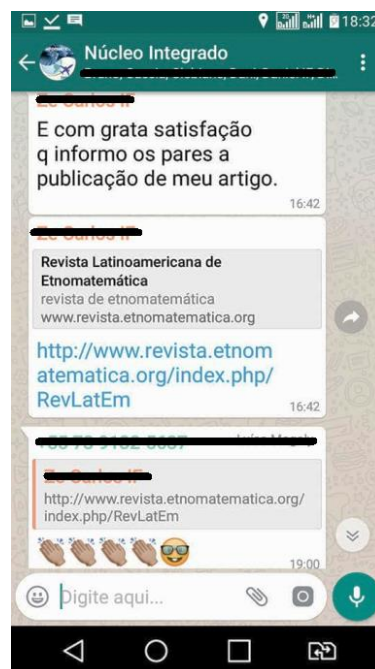 18:32
Núcleo Integrado
E com grata satisfação
q informo os pares a
publicação de meu artigo.
16:42
Revista Latinoamericana de
Etnomatemática
revista de etnomatemática
www.revista.etnomatematica.org
http://www.revista.etnom
atematica.org/index.php/
RevLatEm
16:42
http://www.revista.etnomatematica.org/
index.php/RevLatEm
19:00
Digite aqui...